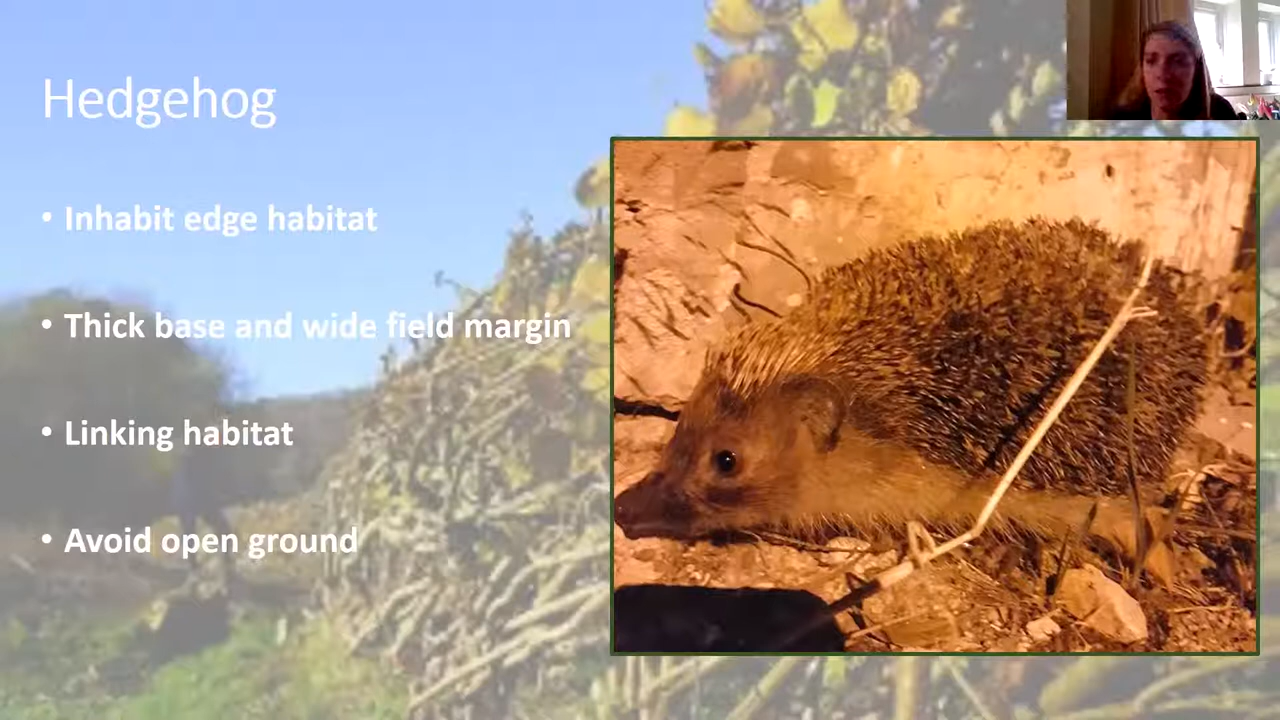 Hedgehog
• Inhabit edge habitat
• Thick base and wide field margin
• Linking habitat
• Avoid open ground